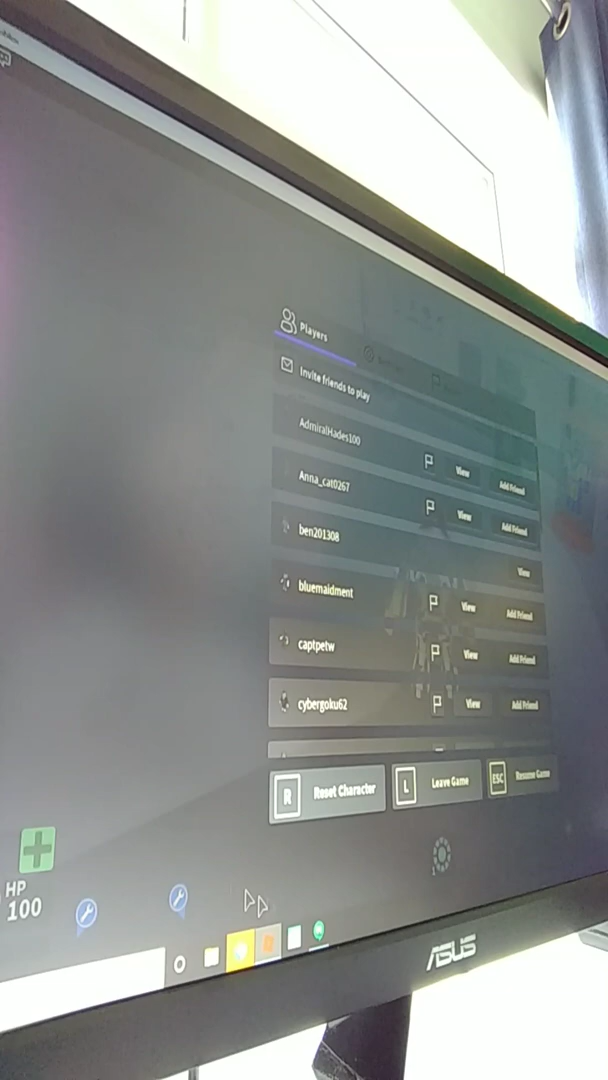 Players
Invite friends to play
AdmiralHades100
View
Add Friend
Anna_cat0267
View
Add Friend
ben201308
View
bluemaidment
View
Add Friend
captpetw
View
Add Friend
cybergoku62
View
Add Friend
R
Reset Character
L
Leave Game
ESC
Resume Game
HP
100
1
ASUS